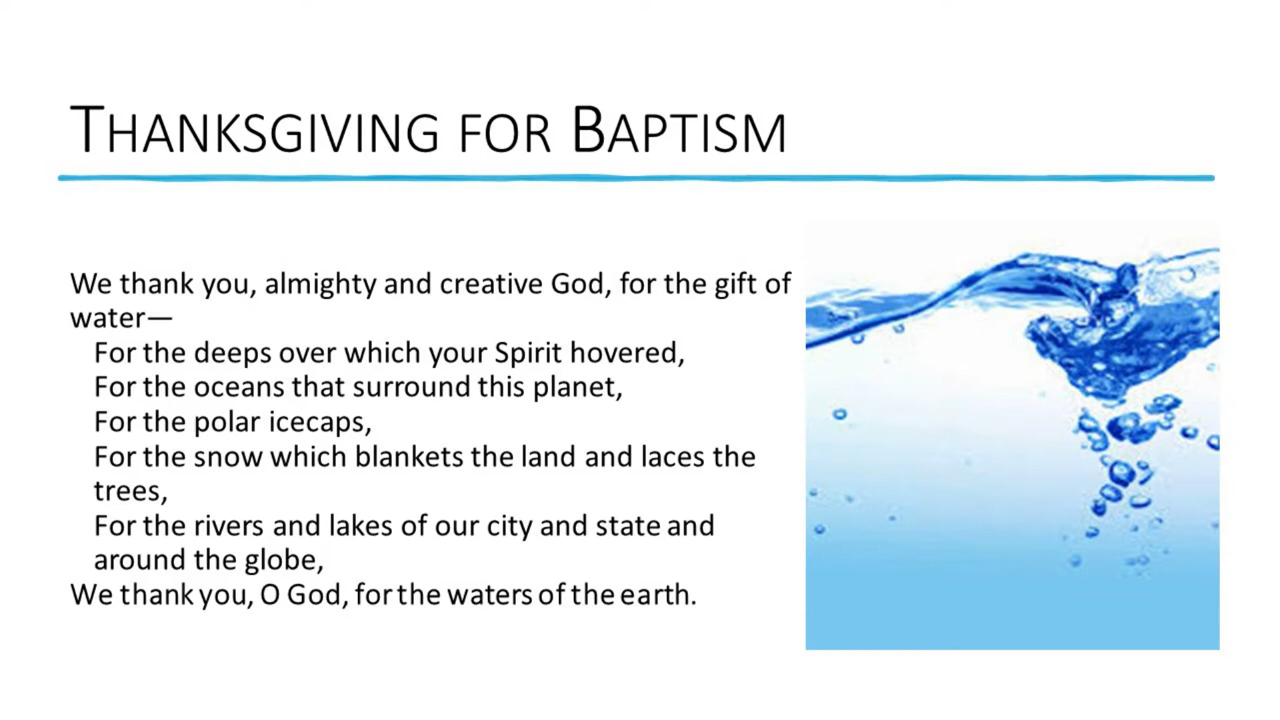 THANKSGIVING FOR BAPTISM
We thank you, almighty and creative God, for the gift of
water—
For the deeps over which your Spirit hovered,
For the oceans that surround this planet,
For the polar icecaps,
For the snow which blankets the land and laces the
trees,
For the rivers and lakes of our city and state and
around the globe,
We thank you, O God, for the waters of the earth.